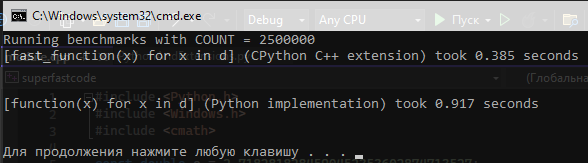 C:\Windows\system32\cmd.exe
Debug
Any CPU
Пуск
Running benchmarks with COUNT = 2500000
[fast_function(x) for x in d] (CPython C++ extension) took 0.385 seconds
superfastcode
(Глобальна
[function(x) for x in d] (Python implementation) took 0.917 seconds
#include <Python.h>
#include <Windows.h>
#include <cmath>
Для продолжения нажмите любую клавишу . . .